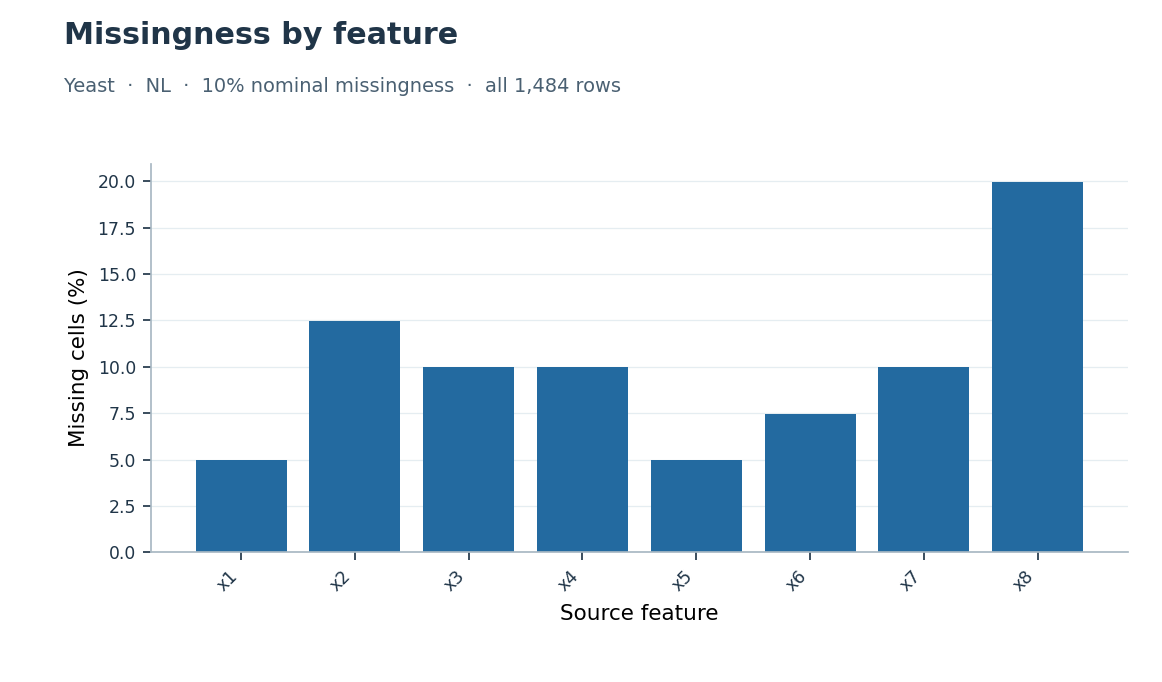 Missingness by feature
Yeast · NL · 10% nominal missingness · all 1,484 rows
20.0
17.5
15.0
12.5
10.0
7.5
5.0
2.5
0.0
Missing cells (%)
x1 x2 x3 x4 x5 x6 x7 x8
Source feature